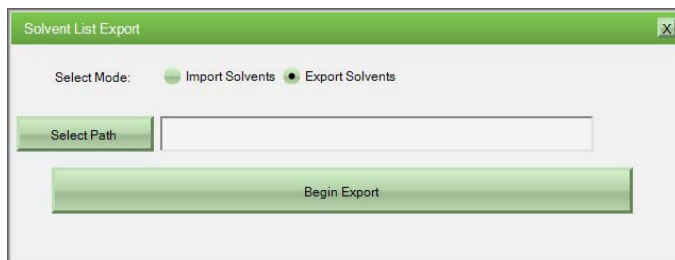 Solvent List Export X
Select Mode: Import Solvents Export Solvents
Select Path
Begin Export